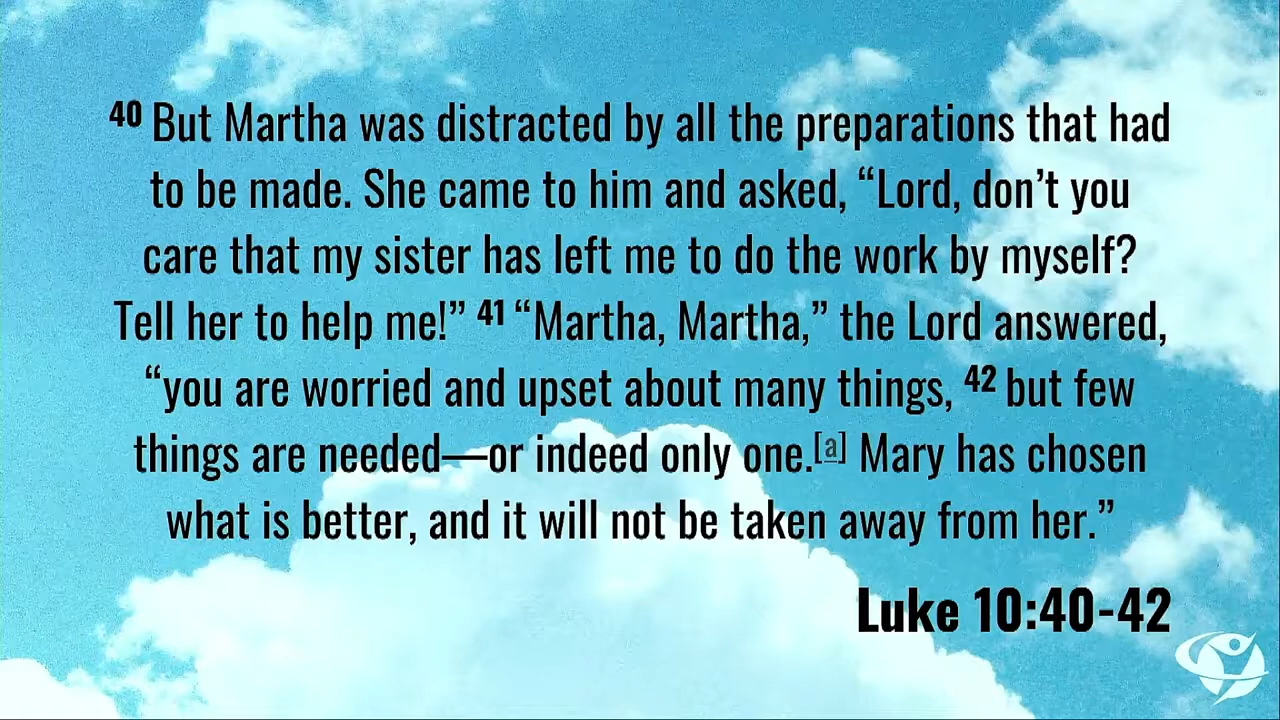 40 But Martha was distracted by all the preparations that had
to be made. She came to him and asked, “Lord, don’t you
care that my sister has left me to do the work by myself?
Tell her to help me!” 41 “Martha, Martha,” the Lord answered,
“you are worried and upset about many things, 42 but few
things are needed—or indeed only one.[a] Mary has chosen
what is better, and it will not be taken away from her.”
Luke 10:40-42